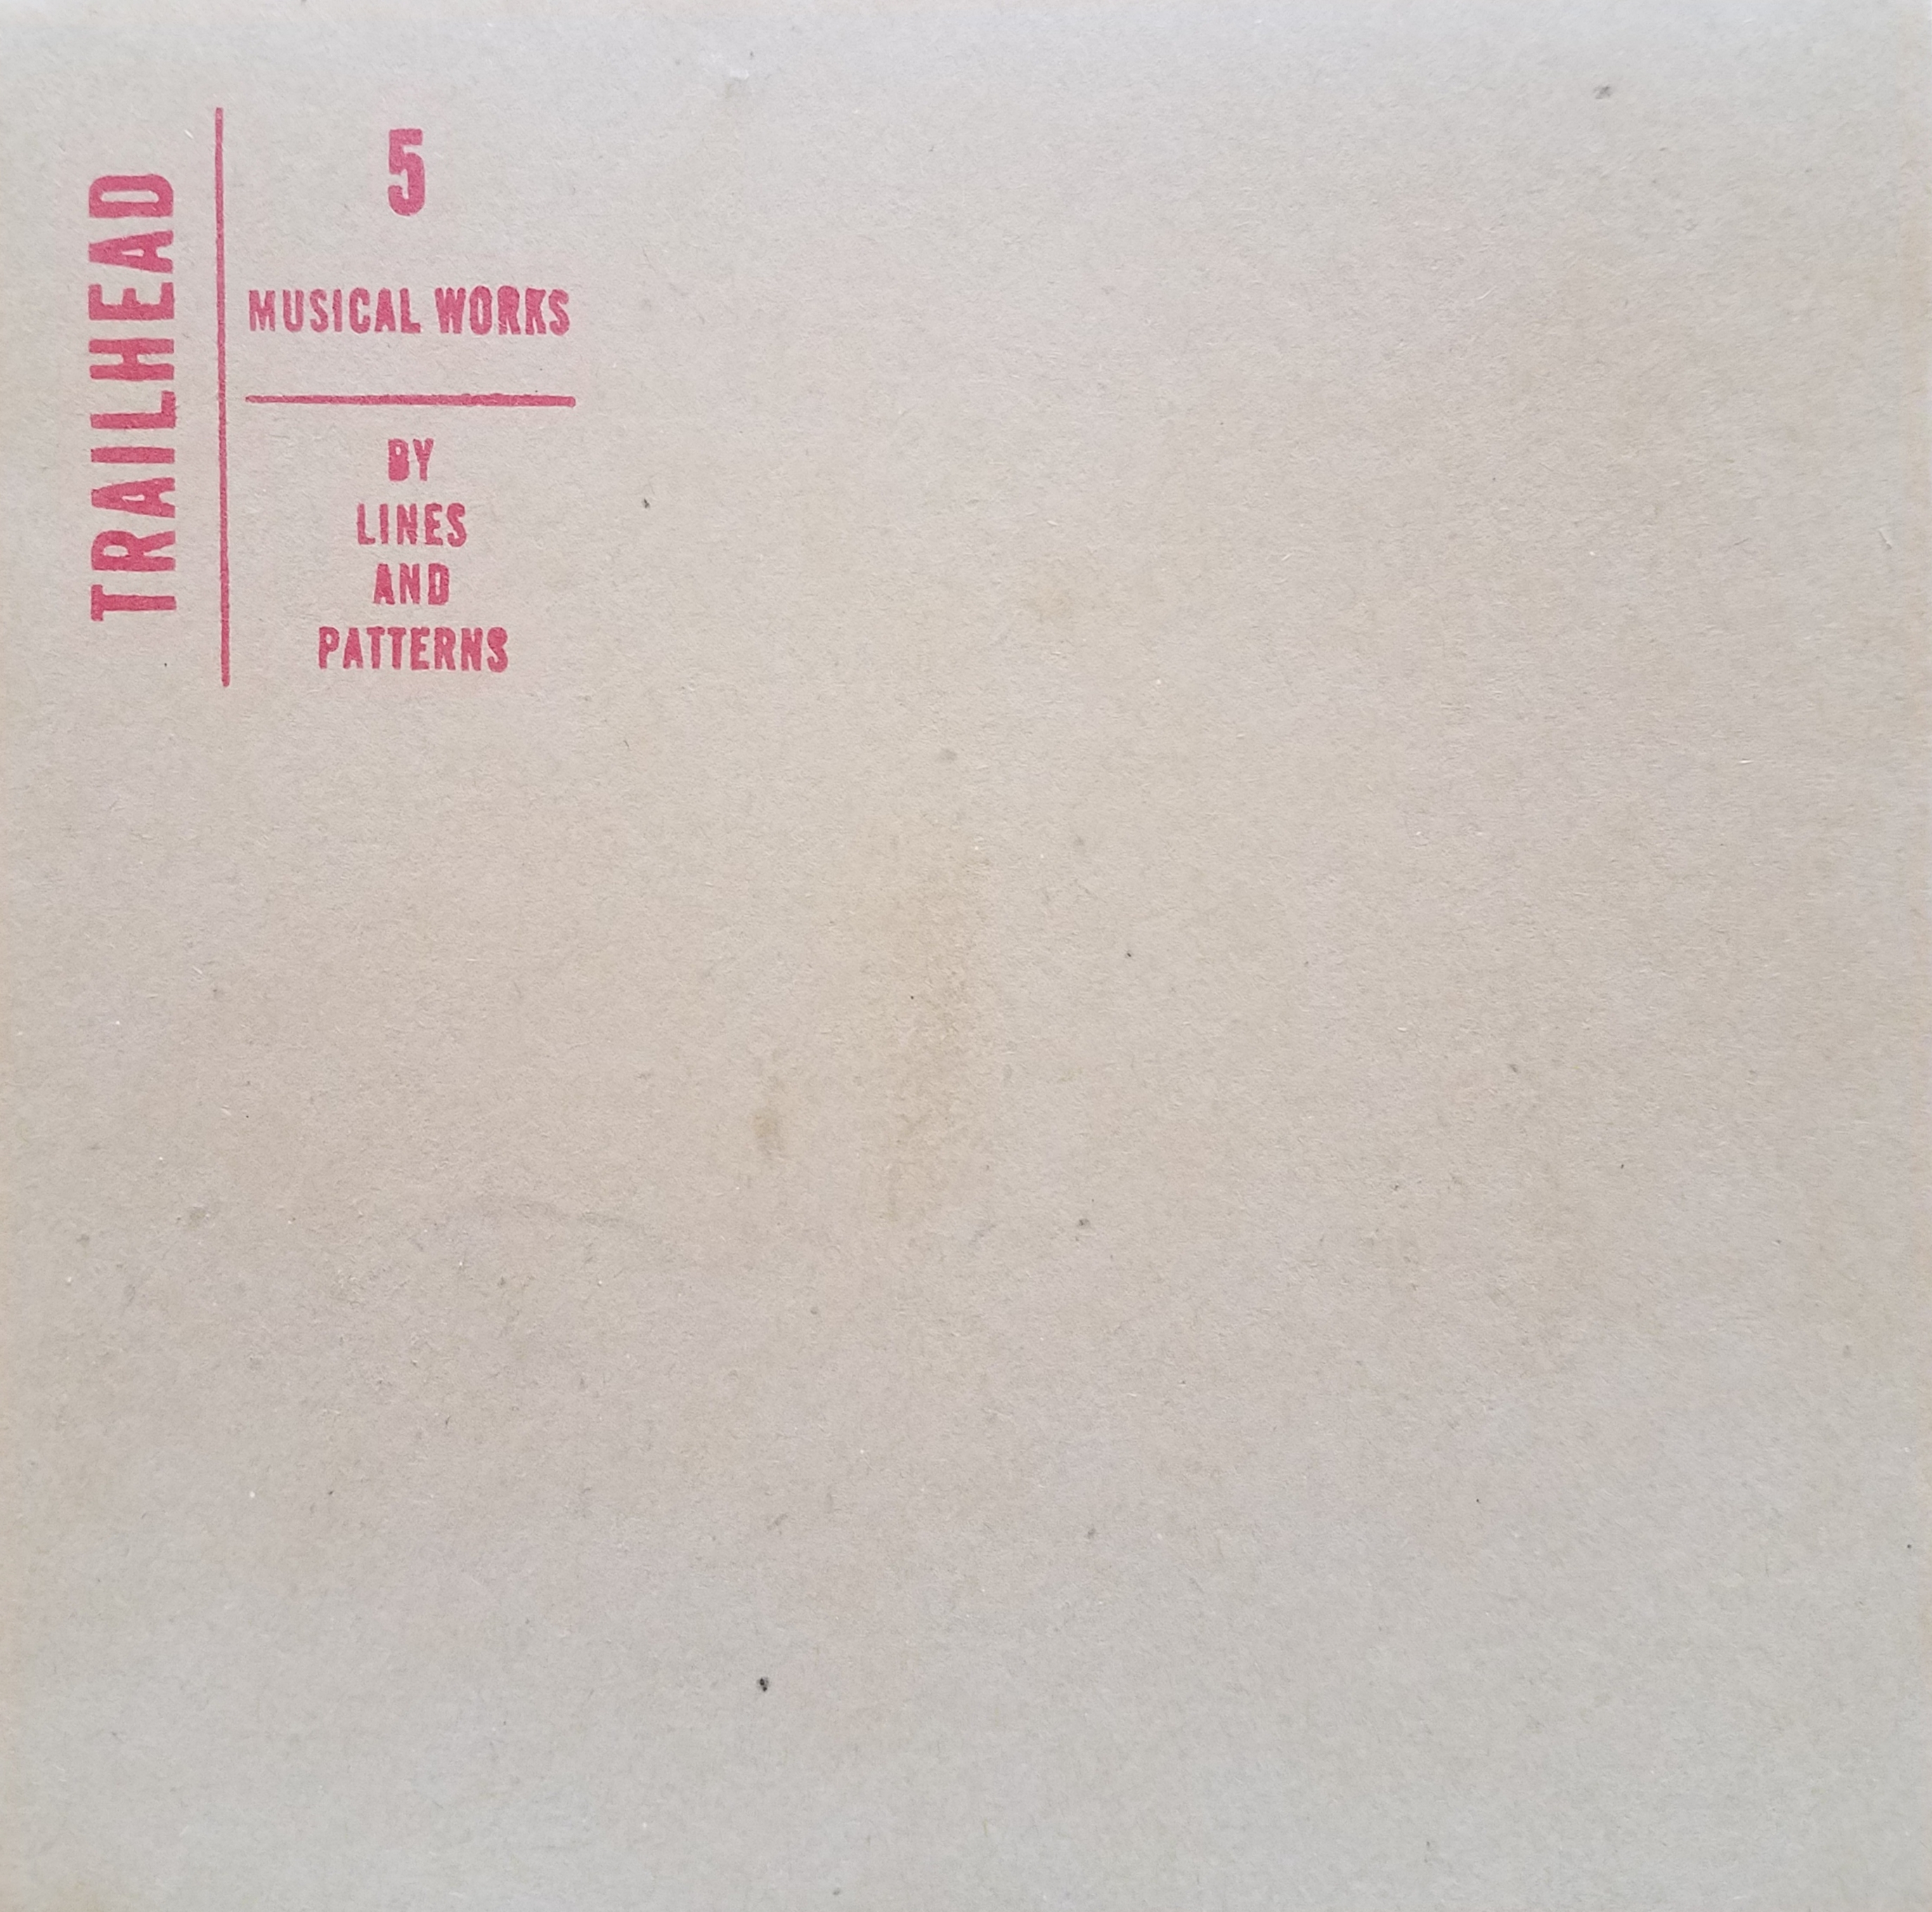 TRAILHEAD
5
MUSICAL WORKS
BY
LINES
AND
PATTERNS